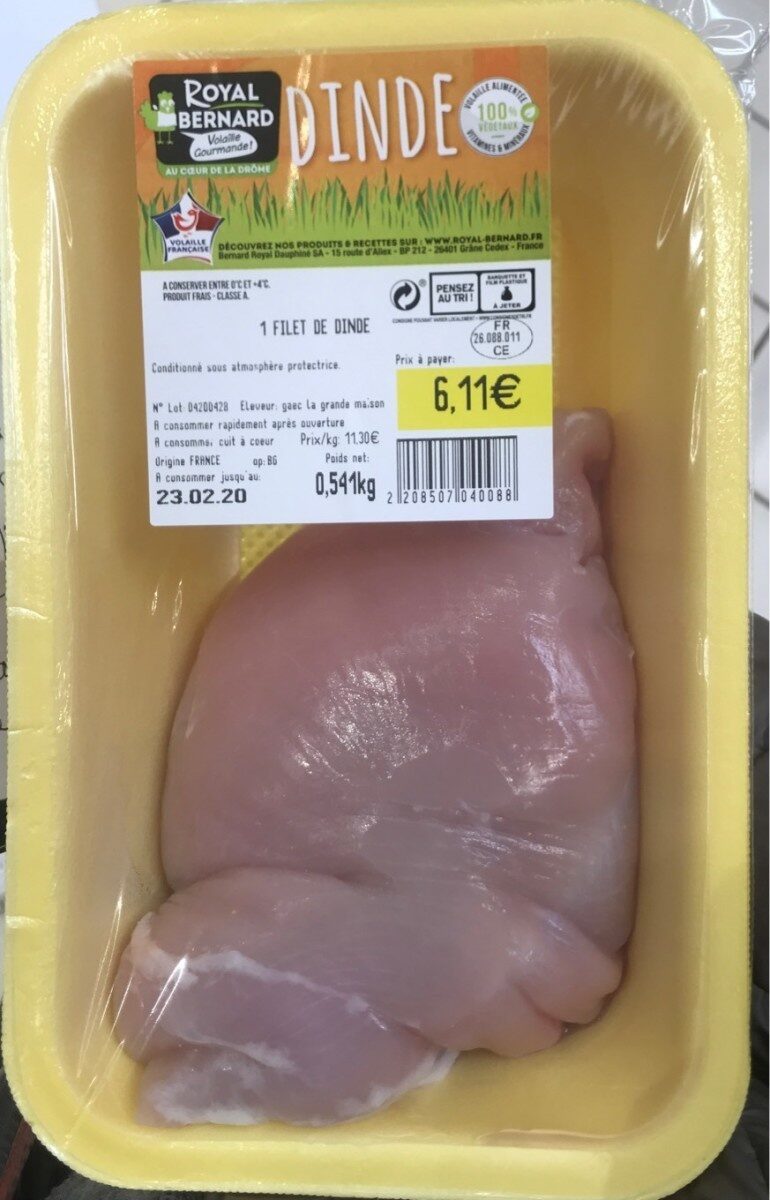 ROYAL
BERNARD
Volaille
Gourmande!
AU CŒUR DE LA DRÔME
DINDE
VOLAILLE ALIMENTÉE
100%
VÉGÉTAUX
VITAMINES & MINÉRAUX
VOLAILLE
FRANÇAISE
DÉCOUVREZ NOS PRODUITS & RECETTES SUR : WWW.ROYAL-BERNARD.FR
Bernard Royal Dauphiné SA - 15 route d'Allex - BP 212 - 26401 Grâne Cedex - France
A CONSERVER ENTRE 0°C ET +4°C.
PRODUIT FRAIS - CLASSE A.
PENSEZ
AU TRI !
BARQUETTE ET
FILM PLASTIQUE
À JETER
CONSIGNE POUVANT VARIER LOCALEMENT
1 FILET DE DINDE
FR
26.088.011
CE
Conditionné sous atmosphère protectrice.
Prix à payer:
6,11€
N° Lot 04200428 Eleveur: gaec la grande maison
A consommer rapidement après ouverture
A consommer cuit à coeur Prix/kg: 11.30€
Origine FRANCE op: BG Poids net:
A consommer jusqu'au:
23.02.20 0,541kg
2 208507 040088